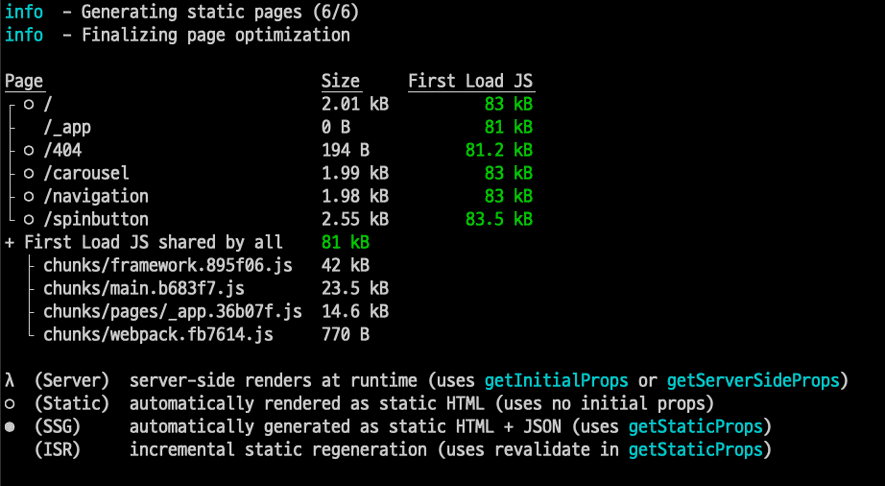 info  - Generating static pages (6/6)
info  - Finalizing page optimization

Page                             Size     First Load JS
┌ ○ /                            2.01 kB          83 kB
├   /_app                        0 B              81 kB
├ ○ /404                         194 B          81.2 kB
├ ○ /carousel                    1.99 kB          83 kB
├ ○ /navigation                  1.98 kB          83 kB
└ ○ /spinbutton                  2.55 kB        83.5 kB
+ First Load JS shared by all    81 kB
  ├ chunks/framework.895f06.js   42 kB
  ├ chunks/main.b683f7.js        23.5 kB
  ├ chunks/pages/_app.36b07f.js  14.6 kB
  └ chunks/webpack.fb7614.js     770 B

λ  (Server)  server-side renders at runtime (uses getInitialProps or getServerSideProps)
○  (Static)  automatically rendered as static HTML (uses no initial props)
●  (SSG)     automatically generated as static HTML + JSON (uses getStaticProps)
   (ISR)     incremental static regeneration (uses revalidate in getStaticProps)